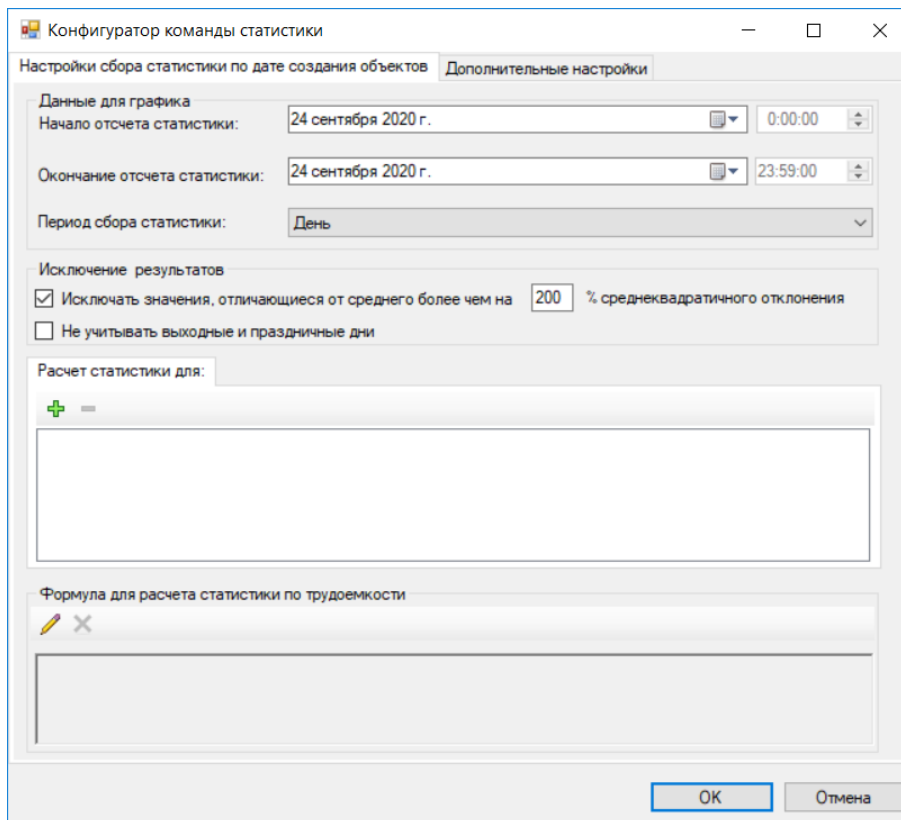 Конфигуратор команды статистики
Настройки сбора статистики по дате создания объектов Дополнительные настройки
Данные для графика
Начало отсчета статистики: 24 сентября 2020 г. 0:00:00
Окончание отсчета статистики: 24 сентября 2020 г. 23:59:00
Период сбора статистики: День
Исключение результатов
Исключать значения, отличающиеся от среднего более чем на 200 % среднеквадратичного отклонения
Не учитывать выходные и праздничные дни
Расчет статистики для:
Формула для расчета статистики по трудоемкости
OK Отмена